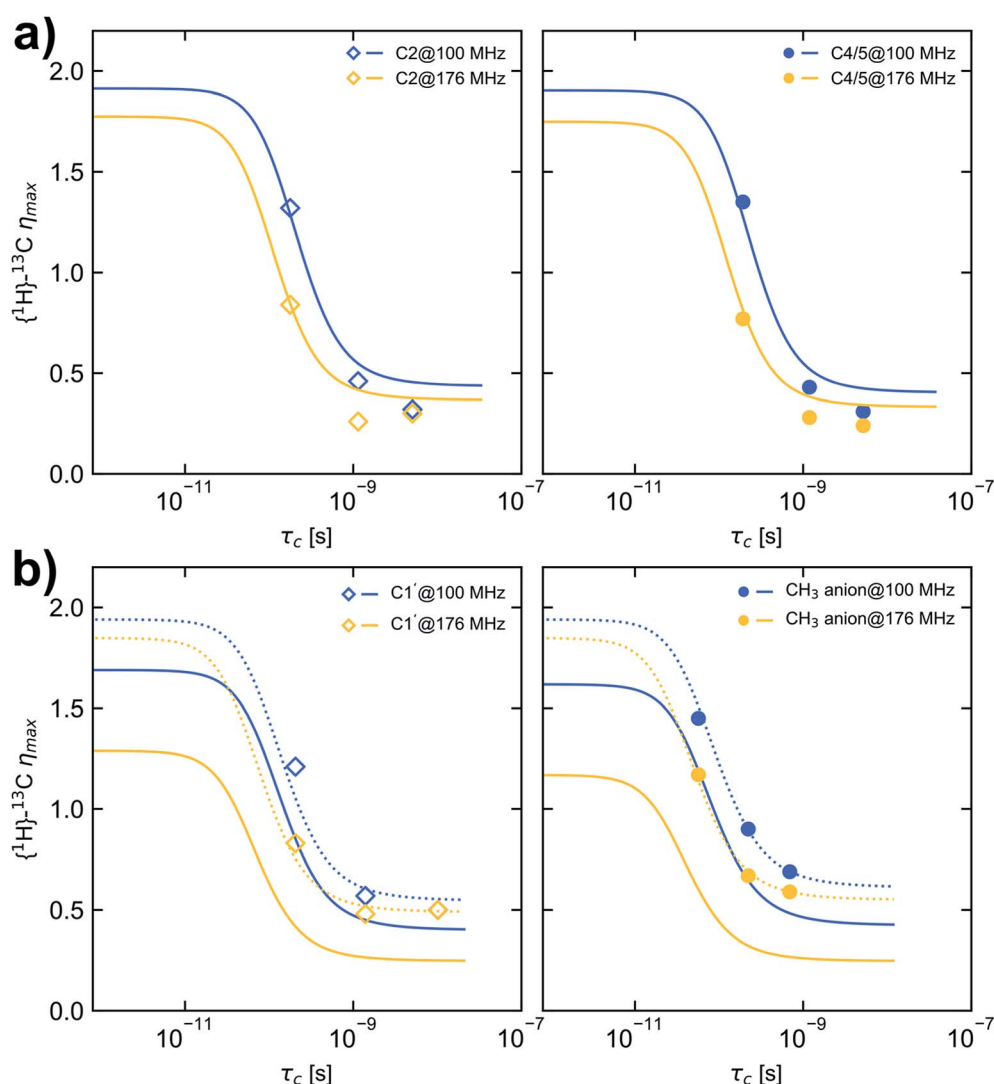 a)
C2@100 MHz
C2@176 MHz
C4/5@100 MHz
C4/5@176 MHz
2.0
1.5
1.0
0.5
0.0
{¹H}-¹³C ηmax
10⁻¹¹ 10⁻⁹ 10⁻⁷
10⁻¹¹ 10⁻⁹ 10⁻⁷
τc [s]
τc [s]
b)
C1′@100 MHz
C1′@176 MHz
CH₃ anion@100 MHz
CH₃ anion@176 MHz
2.0
1.5
1.0
0.5
0.0
{¹H}-¹³C ηmax
10⁻¹¹ 10⁻⁹ 10⁻⁷
10⁻¹¹ 10⁻⁹ 10⁻⁷
τc [s]
τc [s]